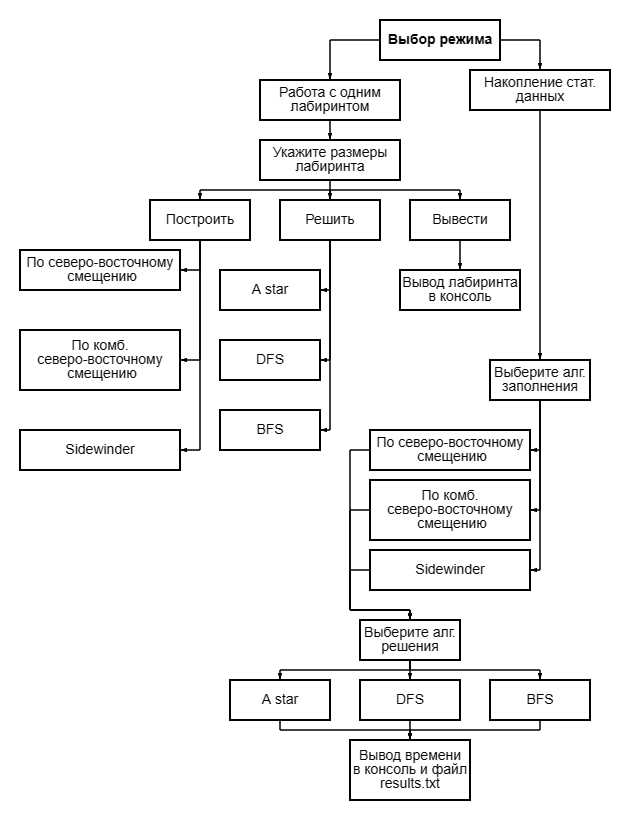 Выбор режима
Работа с одним
лабиринтом
Накопление стат.
данных
Укажите размеры
лабиринта
Построить
Решить
Вывести
По северо-восточному
смещению
По комб.
северо-восточному
смещению
Sidewinder
A star
DFS
BFS
Вывод лабиринта
в консоль
Выберите алг.
заполнения
По северо-восточному
смещению
По комб.
северо-восточному
смещению
Sidewinder
Выберите алг.
решения
A star
DFS
BFS
Вывод времени
в консоль и файл
results.txt